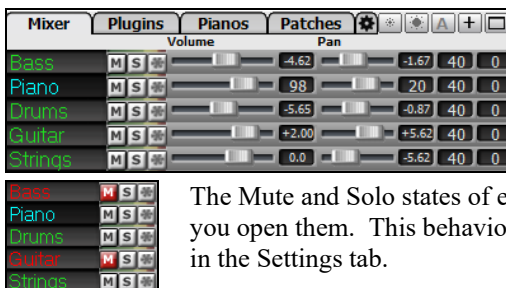 Mixer Plugins Pianos Patches A +
Volume Pan
Bass M S -4.62 -1.67 40 0
Piano M S 98 20 40 0
Drums M S -5.65 -0.87 40 0
Guitar M S +2.00 +5.62 40 0
Strings M S 0.0 -5.62 40 0
Bass M S
Piano M S
Drums M S
Guitar M S
Strings M S
The Mute and Solo states of e
you open them. This behavio
in the Settings tab.